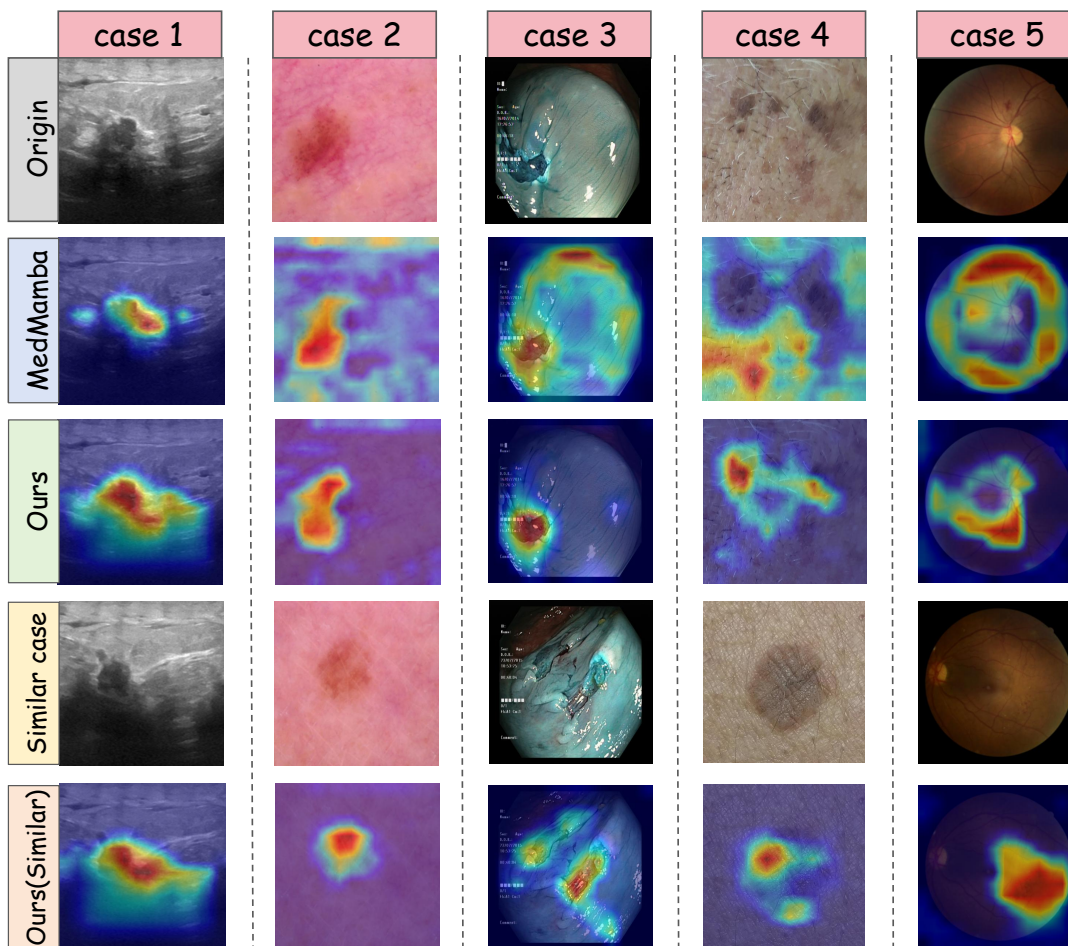 case 1
case 2
case 3
case 4
case 5
Origin
MedMamba
Ours
Similar case
Ours(Similar)